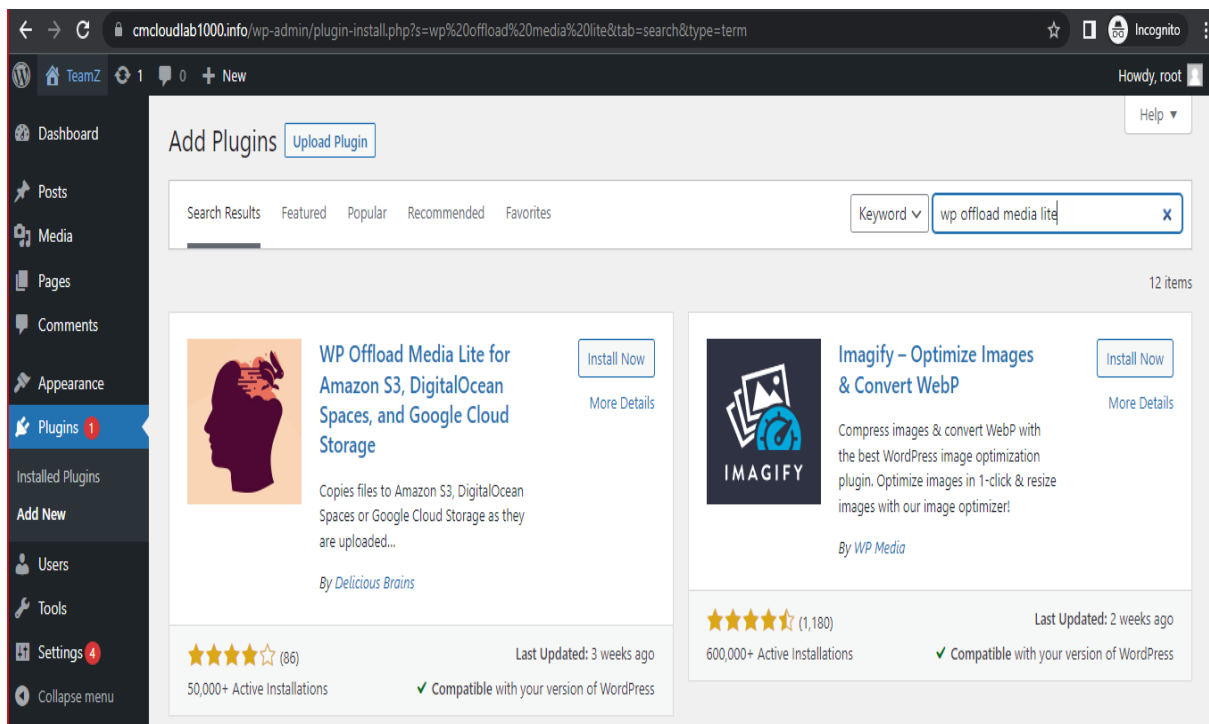 cmcloudlab1000.info/wp-admin/plugin-install.php?s=wp%20offload%20media%20lite&tab=search&type=term
Incognito
TeamZ 1 0 + New
Howdy, root
Help ▼
Dashboard
Posts
Media
Pages
Comments
Appearance
Plugins 1
Installed Plugins
Add New
Users
Tools
Settings 4
Collapse menu
Add Plugins Upload Plugin
Search Results Featured Popular Recommended Favorites
Keyword wp offload media lite x
12 items
WP Offload Media Lite for
Amazon S3, DigitalOcean
Spaces, and Google Cloud
Storage
Install Now
More Details
Copies files to Amazon S3, DigitalOcean
Spaces or Google Cloud Storage as they
are uploaded...
By Delicious Brains
(86)
Last Updated: 3 weeks ago
50,000+ Active Installations
✓ Compatible with your version of WordPress
IMAGIFY
Imagify – Optimize Images
& Convert WebP
Install Now
More Details
Compress images & convert WebP with
the best WordPress image optimization
plugin. Optimize images in 1-click & resize
images with our image optimizer!
By WP Media
(1,180)
Last Updated: 2 weeks ago
600,000+ Active Installations
✓ Compatible with your version of WordPress